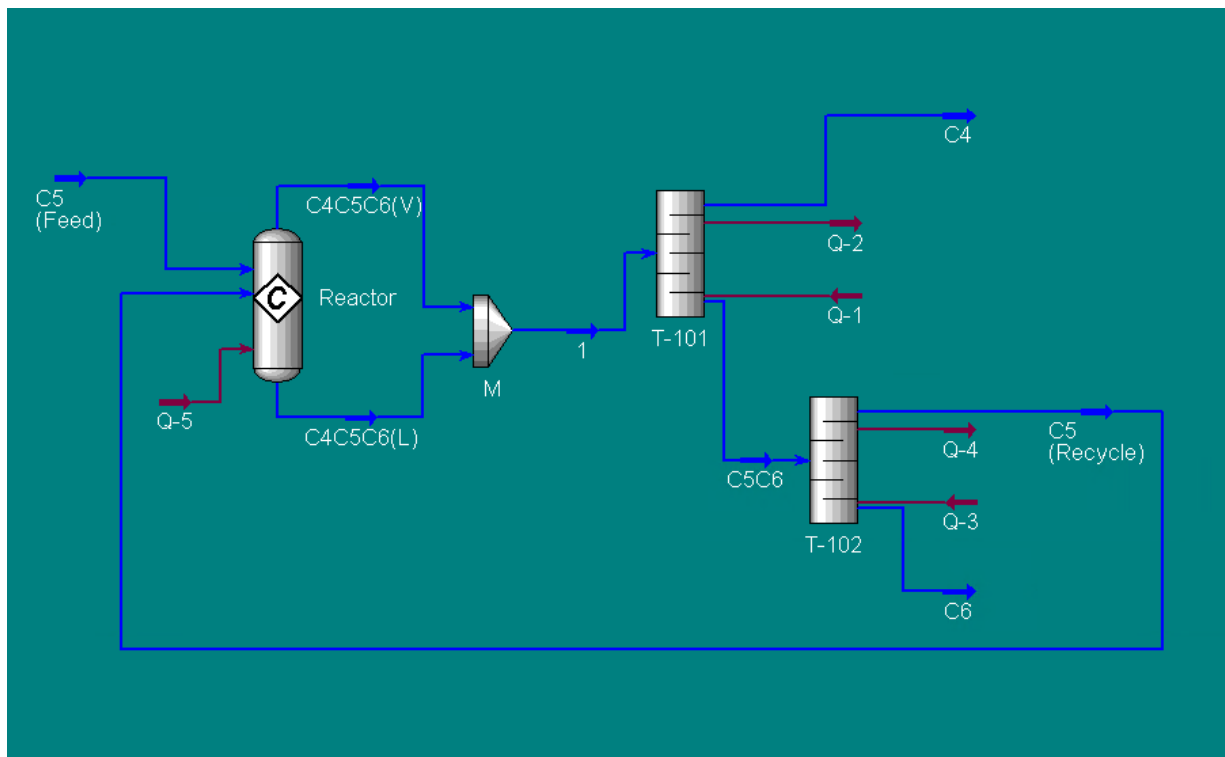 C4
C5
(Feed)
C4C5C6(V)
Q-2
C
Reactor
Q-1
1
T-101
M
Q-5
C4C5C6(L)
C5
(Recycle)
Q-4
C5C6
Q-3
T-102
C6